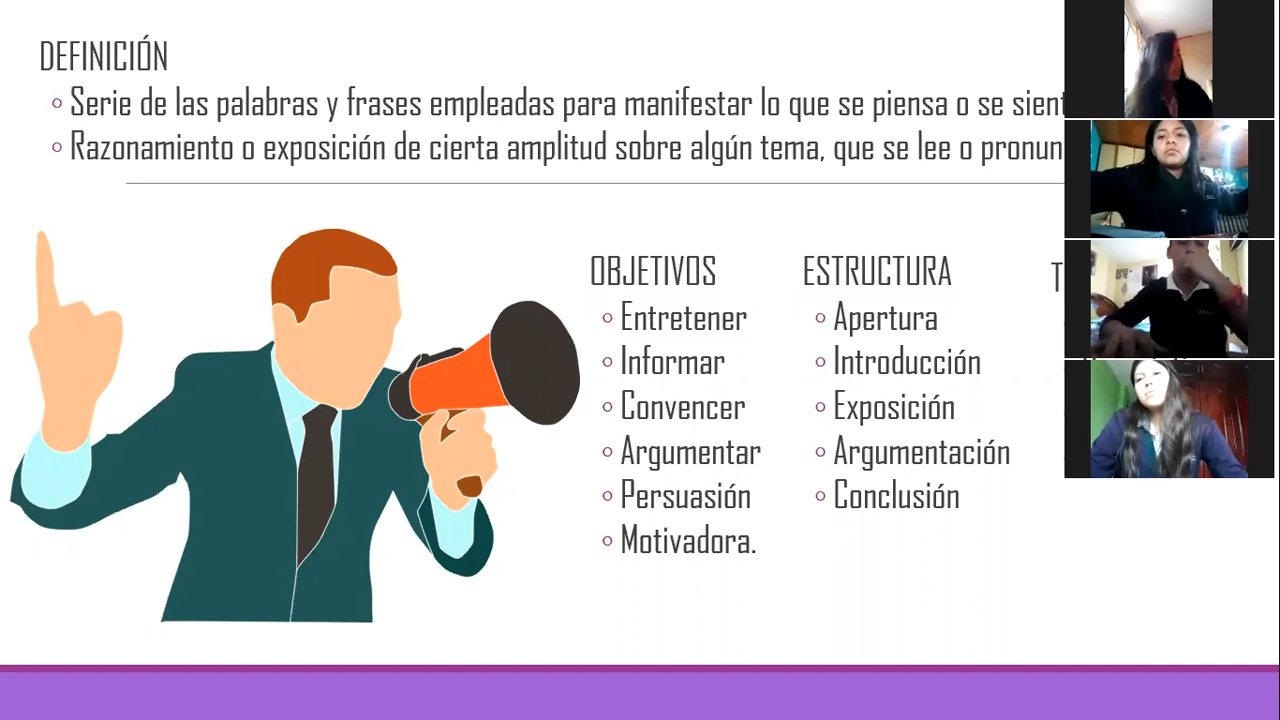 DEFINICIÓN
Serie de las palabras y frases empleadas para manifestar lo que se piensa o se
Razonamiento o exposición de cierta amplitud sobre algún tema, que se lee o
OBJETIVOS
Entretener
Informar
Convencer
Argumentar
Persuasión
Motivadora.
ESTRUCTURA
Apertura
Introducción
Exposición
Argumentación
Conclusión